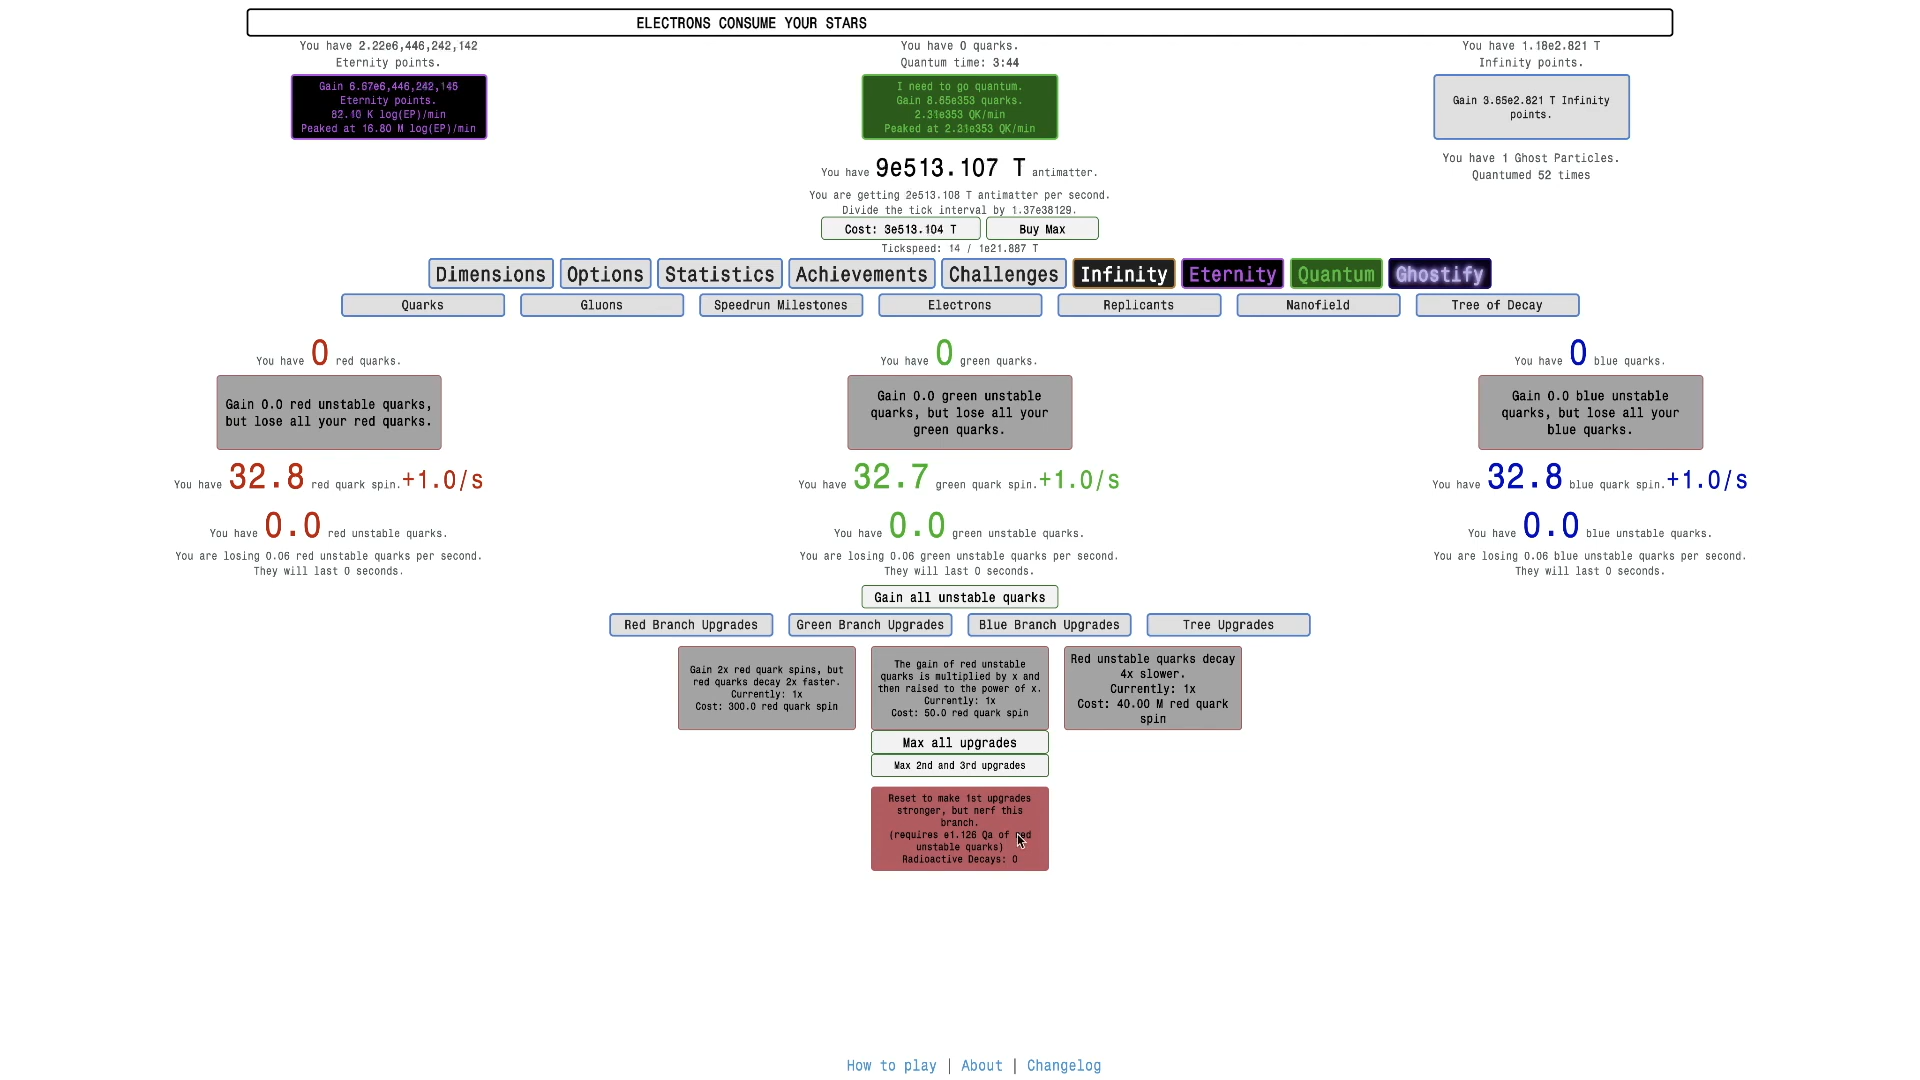 ELECTRONS CONSUME YOUR STARS
You have 2.22e6,446,242,142
Eternity points.
Gain 6.67e6,446,242,145
Eternity points.
82.10 K log(EP)/min
Peaked at 16.80 M log(EP)/min
You have 0 quarks.
Quantum time: 3:44
I need to go quantum.
Gain 8.65e353 quarks.
2.31e353 QK/min
Peaked at 2.31e353 QK/min
You have 1.18e2.821 T
Infinity points.
Gain 3.65e2.821 T Infinity
points.
You have 1 Ghost Particles.
Quantumed 52 times
You have 9e513.107 T antimatter.
You are getting 2e513.108 T antimatter per second.
Divide the tick interval by 1.37e38129.
Cost: 3e513.104 T
Buy Max
Tickspeed: 14 / 1e21.887 T
Dimensions
Options
Statistics
Achievements
Challenges
Infinity
Eternity
Quantum
Ghostify
Quarks
Gluons
Speedrun Milestones
Electrons
Replicants
Nanofield
Tree of Decay
You have 0 red quarks.
Gain 0.0 red unstable quarks,
but lose all your red quarks.
You have 32.8 red quark spin.+1.0/s
You have 0.0 red unstable quarks.
You are losing 0.06 red unstable quarks per second.
They will last 0 seconds.
You have 0 green quarks.
Gain 0.0 green unstable
quarks, but lose all your
green quarks.
You have 32.7 green quark spin.+1.0/s
You have 0.0 green unstable quarks.
You are losing 0.06 green unstable quarks per second.
They will last 0 seconds.
You have 0 blue quarks.
Gain 0.0 blue unstable
quarks, but lose all your
blue quarks.
You have 32.8 blue quark spin.+1.0/s
You have 0.0 blue unstable quarks.
You are losing 0.06 blue unstable quarks per second.
They will last 0 seconds.
Gain all unstable quarks
Red Branch Upgrades
Green Branch Upgrades
Blue Branch Upgrades
Tree Upgrades
Gain 2x red quark spins, but
red quarks decay 2x faster.
Currently: 1x
Cost: 300.0 red quark spin
The gain of red unstable
quarks is multiplied by x and
then raised to the power of x.
Currently: 1x
Cost: 50.0 red quark spin
Red unstable quarks decay
4x slower.
Currently: 1x
Cost: 40.00 M red quark
spin
Max all upgrades
Max 2nd and 3rd upgrades
Reset to make 1st upgrades
stronger, but nerf this
branch.
(requires e1.126 Qa of red
unstable quarks)
Radioactive Decays: 0
How to play | About | Changelog